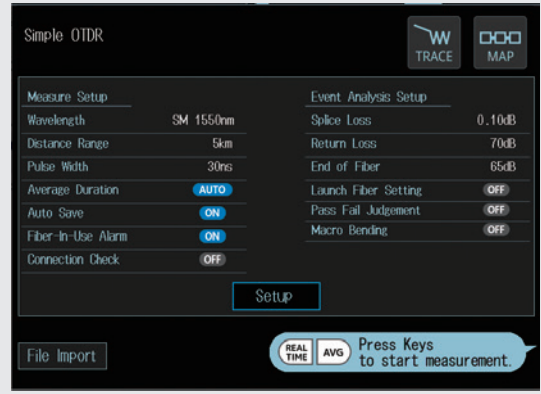 Simple OTDR
TRACE
MAP
Measure Setup
Wavelength SM 1550nm
Distance Range 5km
Pulse Width 30ns
Average Duration AUTO
Auto Save ON
Fiber-In-Use Alarm ON
Connection Check OFF
Event Analysis Setup
Splice Loss 0.10dB
Return Loss 70dB
End of Fiber 65dB
Launch Fiber Setting OFF
Pass Fail Judgement OFF
Macro Bending OFF
Setup
File Import
REAL TIME
AVG
Press Keys
to start measurement.